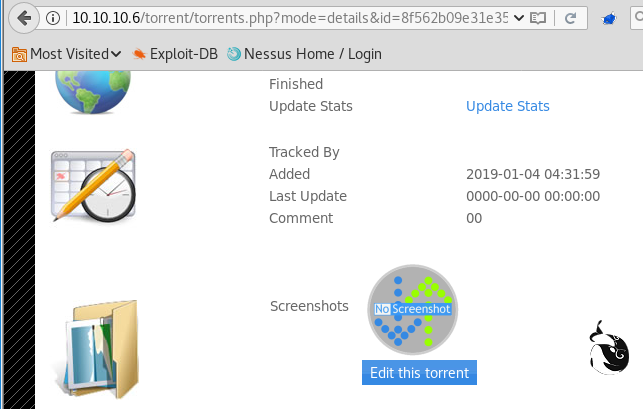 10.10.10.6/torrent/torrents.php?mode=details&id=8f562b09e31e35
Most Visited Exploit-DB Nessus Home / Login
Finished
Update Stats Update Stats
Tracked By
Added 2019-01-04 04:31:59
Last Update 0000-00-00 00:00:00
Comment 00
Screenshots No Screenshot
Edit this torrent